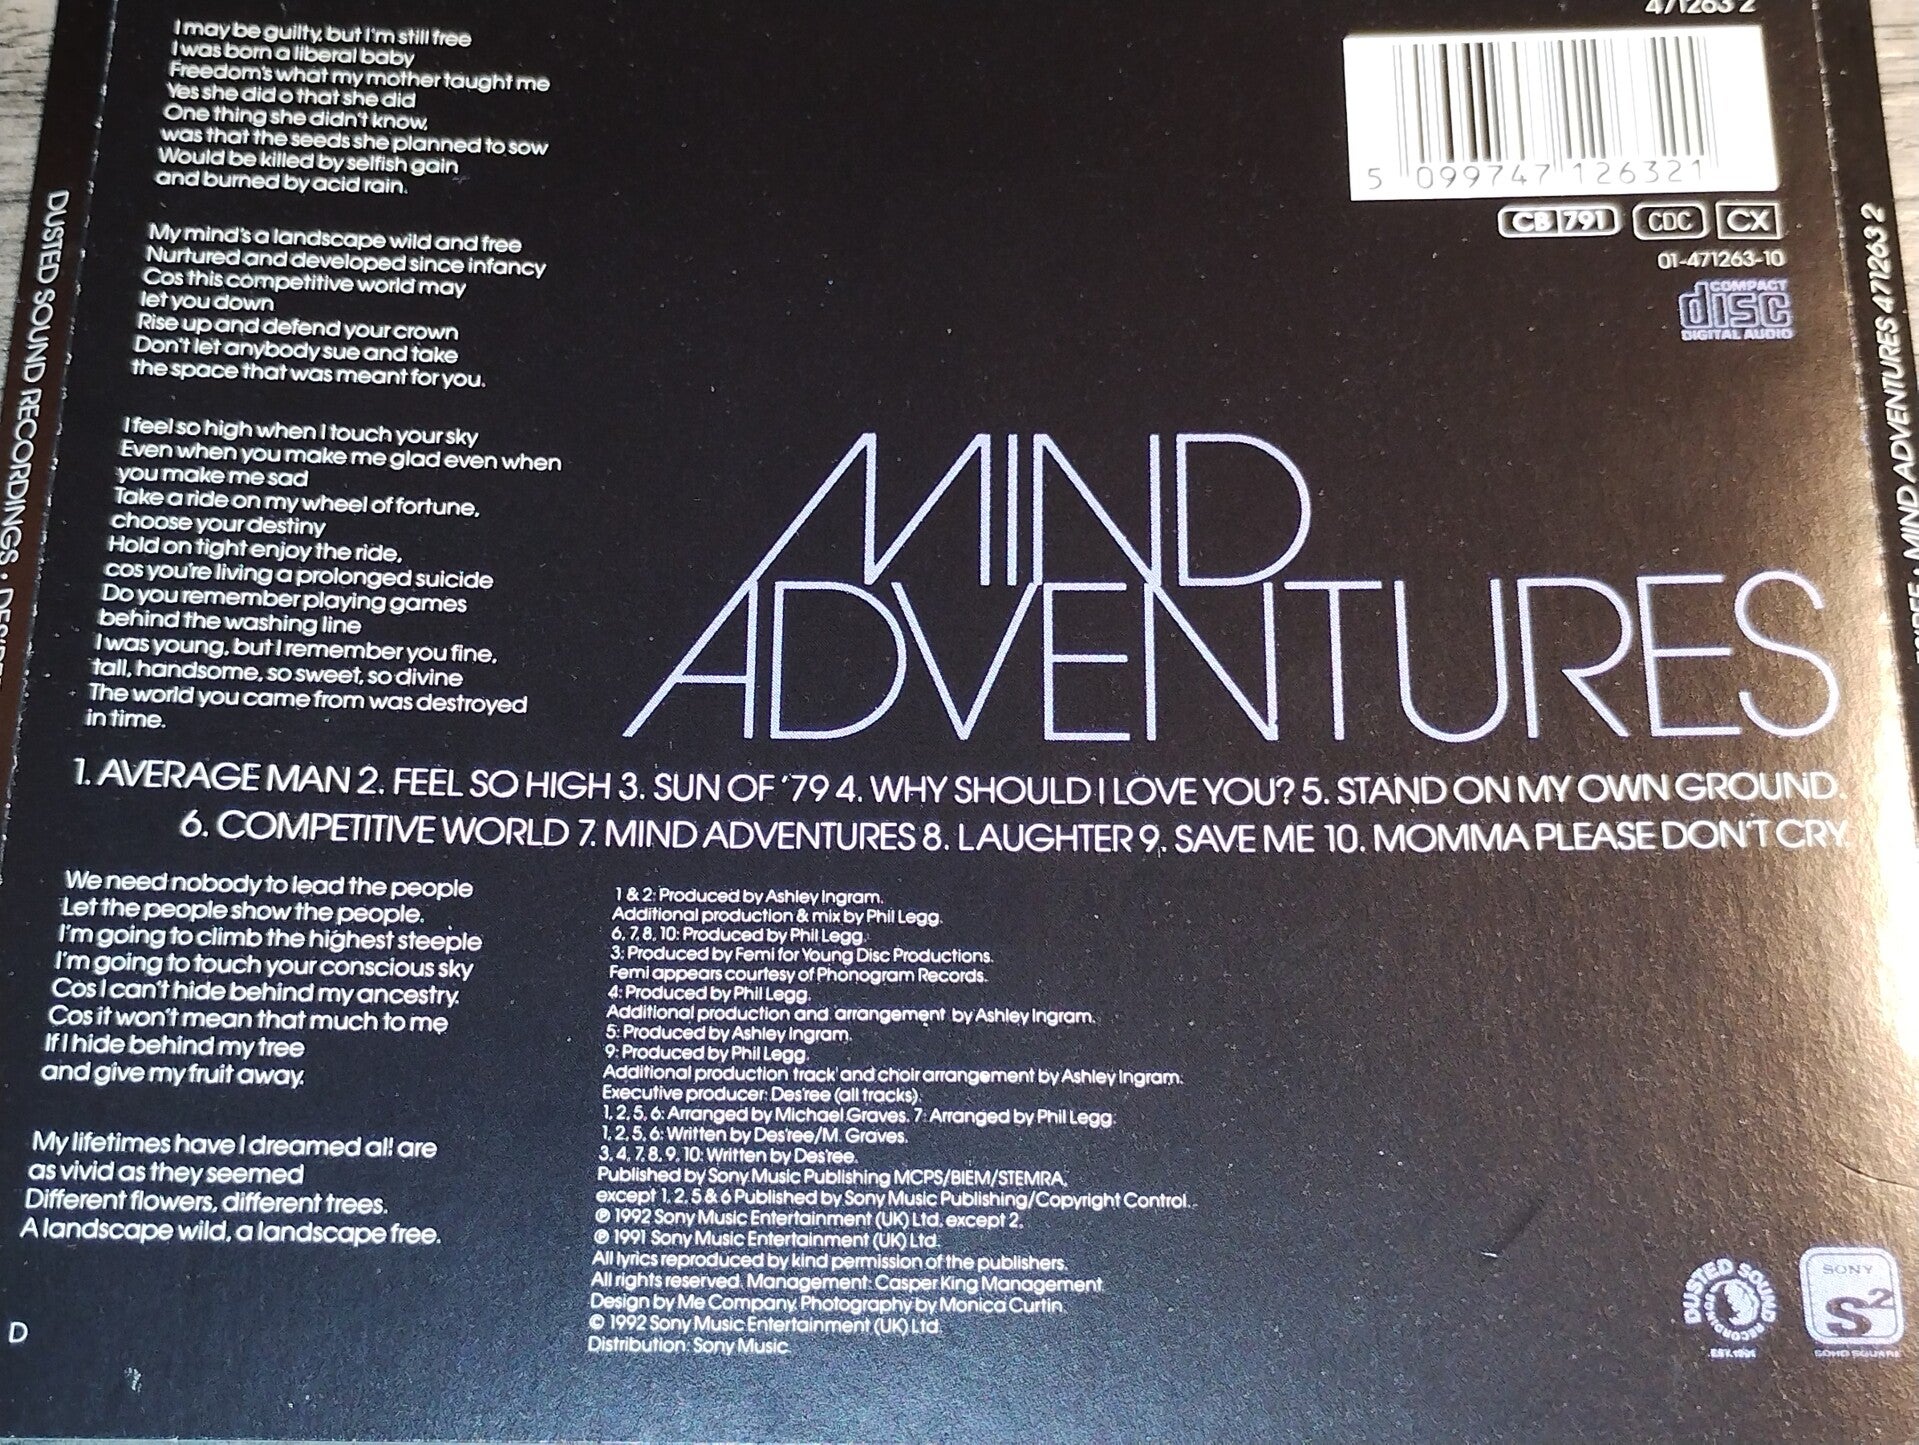 471263 2
I may be guilty, but I'm still free
I was born a liberal baby
Freedom's what my mother taught me
Yes she did o that she did
One thing she didn't know,
was that the seeds she planned to sow
Would be killed by selfish gain
and burned by acid rain.
My mind's a landscape wild and free
Nurtured and developed since infancy
Cos this competitive world may
let you down
Rise up and defend your crown
Don't let anybody sue and take
the space that was meant for you.
I feel so high when I touch your sky
Even when you make me glad even when
you make me sad
Take a ride on my wheel of fortune,
choose your destiny
Hold on tight enjoy the ride,
cos you're living a prolonged suicide
Do you remember playing games
behind the washing line
I was young, but I remember you fine,
tall, handsome, so sweet, so divine
The world you came from was destroyed
in time.
5 099747 126321
CB 791 CDC CX
01-471263-10
COMPACT
disc
DIGITAL AUDIO
MIND
ADVENTURES
1. AVERAGE MAN 2. FEEL SO HIGH 3. SUN OF '79 4. WHY SHOULD I LOVE YOU? 5. STAND ON MY OWN GROUND
6. COMPETITIVE WORLD 7. MIND ADVENTURES 8. LAUGHTER 9. SAVE ME 10. MOMMA PLEASE DON'T CRY
We need nobody to lead the people
Let the people show the people.
I'm going to climb the highest steeple
I'm going to touch your conscious sky
Cos I can't hide behind my ancestry.
Cos it won't mean that much to me
If I hide behind my tree
and give my fruit away.
My lifetimes have I dreamed all are
as vivid as they seemed
Different flowers, different trees.
A landscape wild, a landscape free.
1 & 2: Produced by Ashley Ingram.
Additional production & mix by Phil Legg.
6, 7, 8, 10: Produced by Phil Legg.
3: Produced by Femi for Young Disc Productions.
Femi appears courtesy of Phonogram Records.
4: Produced by Phil Legg.
Additional production and arrangement by Ashley Ingram.
5: Produced by Ashley Ingram.
9: Produced by Phil Legg.
Additional production 'track' and choir arrangement by Ashley Ingram.
Executive producer: Des'ree (all tracks).
1, 2, 5, 6: Arranged by Michael Graves. 7: Arranged by Phil Legg.
1, 2, 5, 6: Written by Des'ree/M. Graves.
3, 4, 7, 8, 9, 10: Written by Des'ree.
Published by Sony Music Publishing MCPS/BIEM/STEMRA,
except 1, 2, 5 & 6 Published by Sony Music Publishing/Copyright Control.
℗ 1992 Sony Music Entertainment (UK) Ltd. except 2.
℗ 1991 Sony Music Entertainment (UK) Ltd.
All lyrics reproduced by kind permission of the publishers.
All rights reserved. Management: Casper King Management
Design by Me Company. Photography by Monica Curtin.
© 1992 Sony Music Entertainment (UK) Ltd.
Distribution: Sony Music
D
DUSTED SOUND
RECORDINGS
EST. 1991
SONY
S2
SOHO SQUARE
DUSTED SOUND RECORDINGS •
MIND ADVENTURES 471263 2